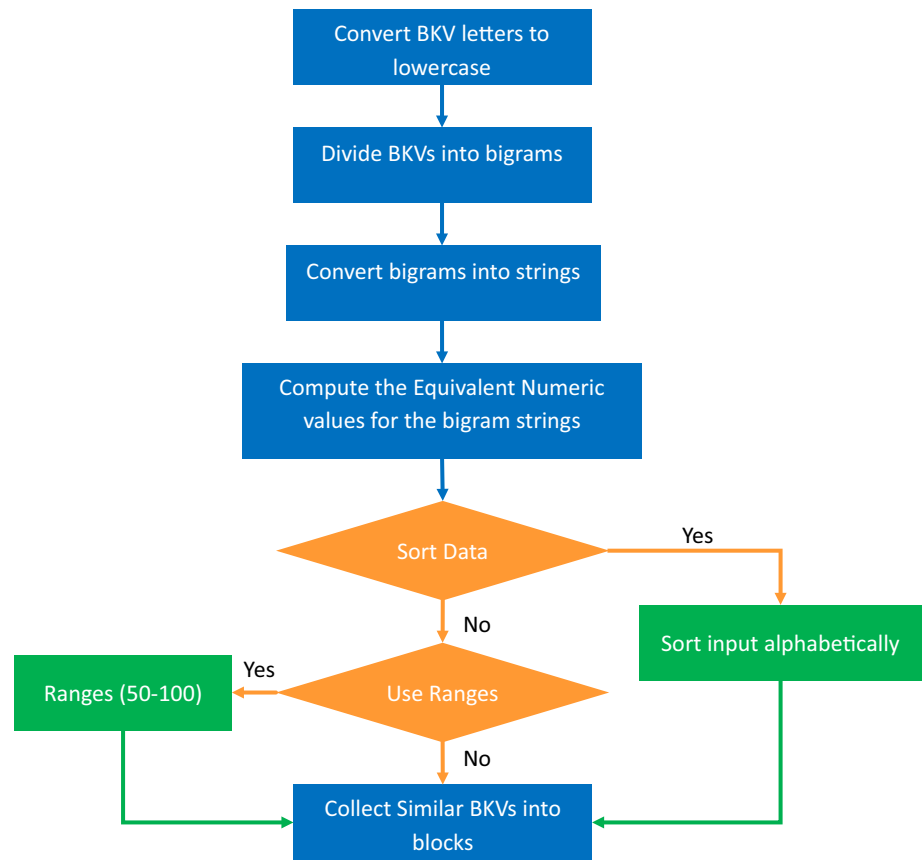 Convert BKV letters to
lowercase
Divide BKVs into bigrams
Convert bigrams into strings
Compute the Equivalent Numeric
values for the bigram strings
Sort Data
Yes
No
Sort input alphabetically
Yes
Ranges (50-100)
Use Ranges
No
Collect Similar BKVs into
blocks